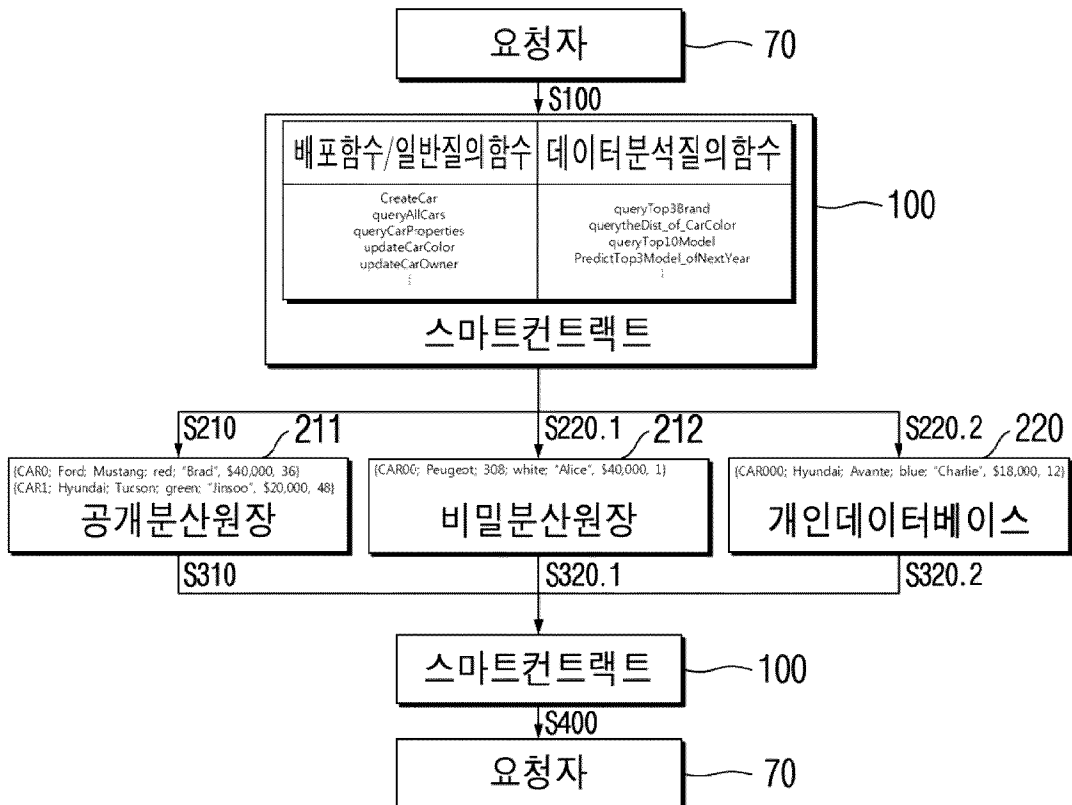 요청자
70
S100
배포함수/일반질의함수
데이터분석질의함수
CreateCar
queryAllCars
queryCarProperties
updateCarColor
updateCarOwner
queryTop3Brand
querytheDist_of_CarColor
queryTop10Model
PredictTop3Model_ofNextYear
100
스마트컨트랙트
S210
211
S220.1
212
S220.2
220
{CAR0; Ford; Mustang; red; "Brad", $40,000, 36}
{CAR1; Hyundai; Tucson; green; "Jinsoo", $20,000, 48}
공개분산원장
{CAR00; Peugeot; 308; white; "Alice", $40,000, 1}
비밀분산원장
{CAR000; Hyundai; Avante; blue; "Charlie", $18,000, 12}
개인데이터베이스
S310
S320.1
S320.2
스마트컨트랙트
100
S400
요청자
70